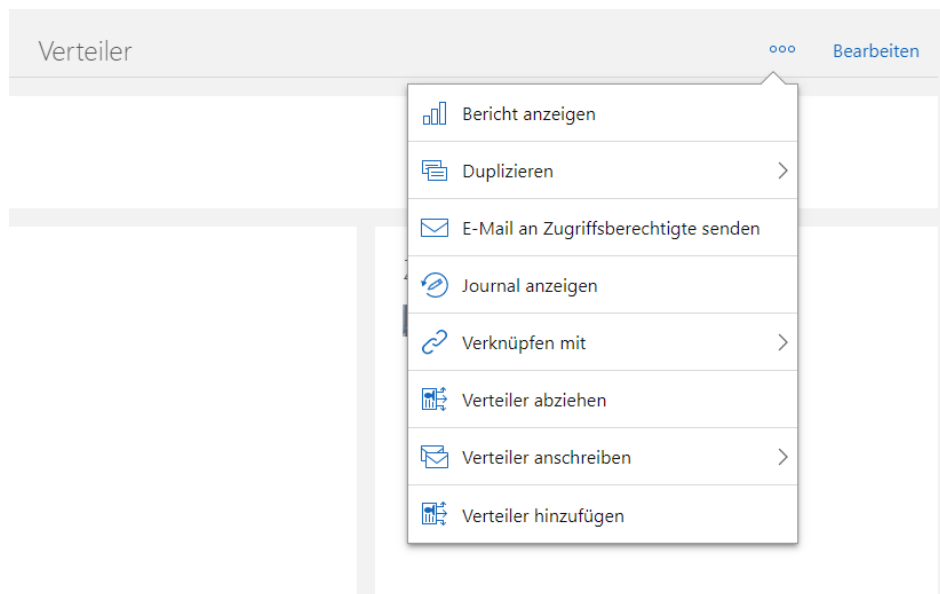 Verteiler
Bearbeiten
Bericht anzeigen
Duplizieren
E-Mail an Zugriffsberechtigte senden
Journal anzeigen
Verknüpfen mit
Verteiler abziehen
Verteiler anschreiben
Verteiler hinzufügen